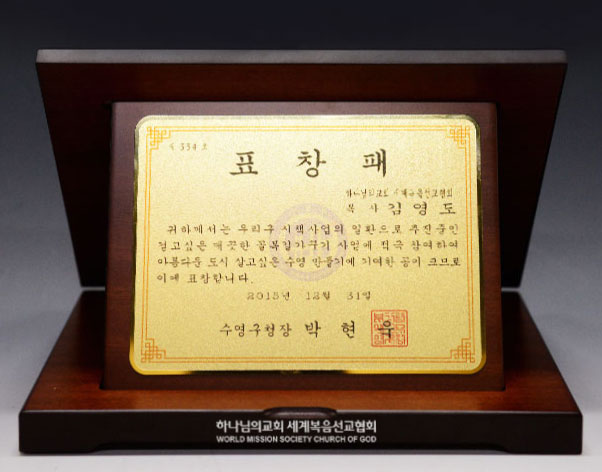 제 554 호
표 창 패
하나님의교회 세계복음선교협회
목 사 김 영 도
귀하께서는 우리구 시책사업의 일환으로 추진중인
걷고싶은 깨끗한 골목길가꾸기 사업에 적극 참여하여
아름다운 도시 살고싶은 수영 만들기에 기여한 공이 크므로
이에 표창합니다.
2015년 12월 31일
수영구청장 박 현 욱
하나님의교회 세계복음선교협회
WORLD MISSION SOCIETY CHURCH OF GOD